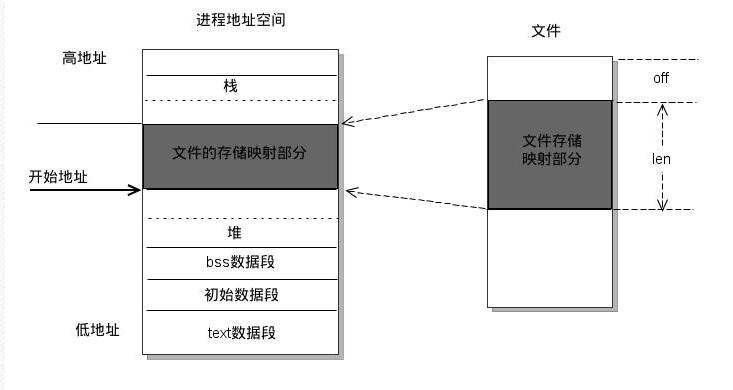 进程地址空间
文件
高地址
栈
off
文件的存储映射部分
文件存储
映射部分
len
开始地址
堆
bss数据段
初始数据段
低地址
text数据段